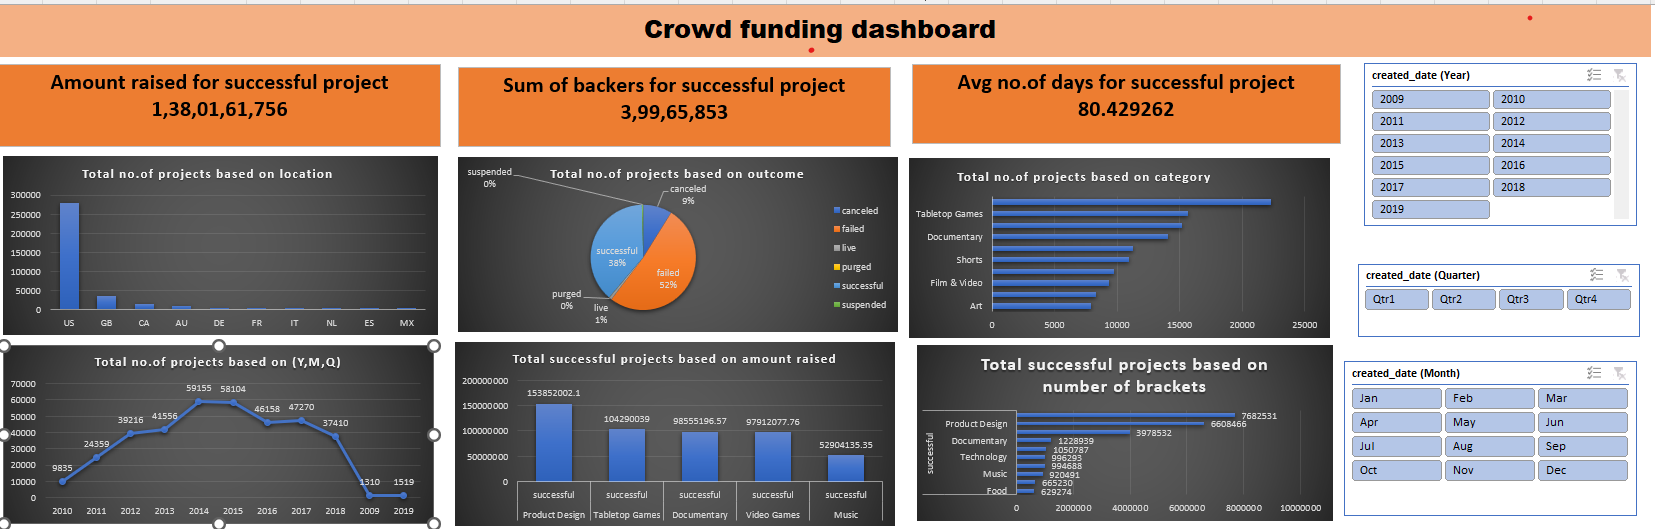 Crowd funding dashboard
Amount raised for successful project
1,38,01,61,756
Sum of backers for successful project
3,99,65,853
Avg no.of days for successful project
80.429262
created_date (Year)
2009
2010
2011
2012
2013
2014
2015
2016
2017
2018
2019
Total no.of projects based on location
300000
250000
200000
150000
100000
50000
0
US
GB
CA
AU
DE
FR
IT
NL
ES
MX
Total no.of projects based on outcome
suspended
0%
canceled
9%
successful
38%
failed
52%
purged
0%
live
1%
canceled
failed
live
purged
successful
suspended
Total no.of projects based on category
Tabletop Games
Documentary
Shorts
Film & Video
Art
0
5000
10000
15000
20000
25000
created_date (Quarter)
Qtr1
Qtr2
Qtr3
Qtr4
Total no.of projects based on (Y,M,Q)
70000
60000
50000
40000
30000
20000
10000
0
9835
24359
39216
41556
59155
58104
46158
47270
37410
1310
1519
2010
2011
2012
2013
2014
2015
2016
2017
2018
2009
2019
Total successful projects based on amount raised
200000000
150000000
100000000
50000000
0
153852002.1
104290039
98555196.57
97912077.76
52904135.35
successful
successful
successful
successful
successful
Product Design
Tabletop Games
Documentary
Video Games
Music
Total successful projects based on
number of brackets
successful
Product Design
Documentary
Technology
Music
Food
7682531
6608466
3978532
1228939
1050787
996293
994688
920491
665230
629274
0
2000000
4000000
6000000
8000000
10000000
created_date (Month)
Jan
Feb
Mar
Apr
May
Jun
Jul
Aug
Sep
Oct
Nov
Dec